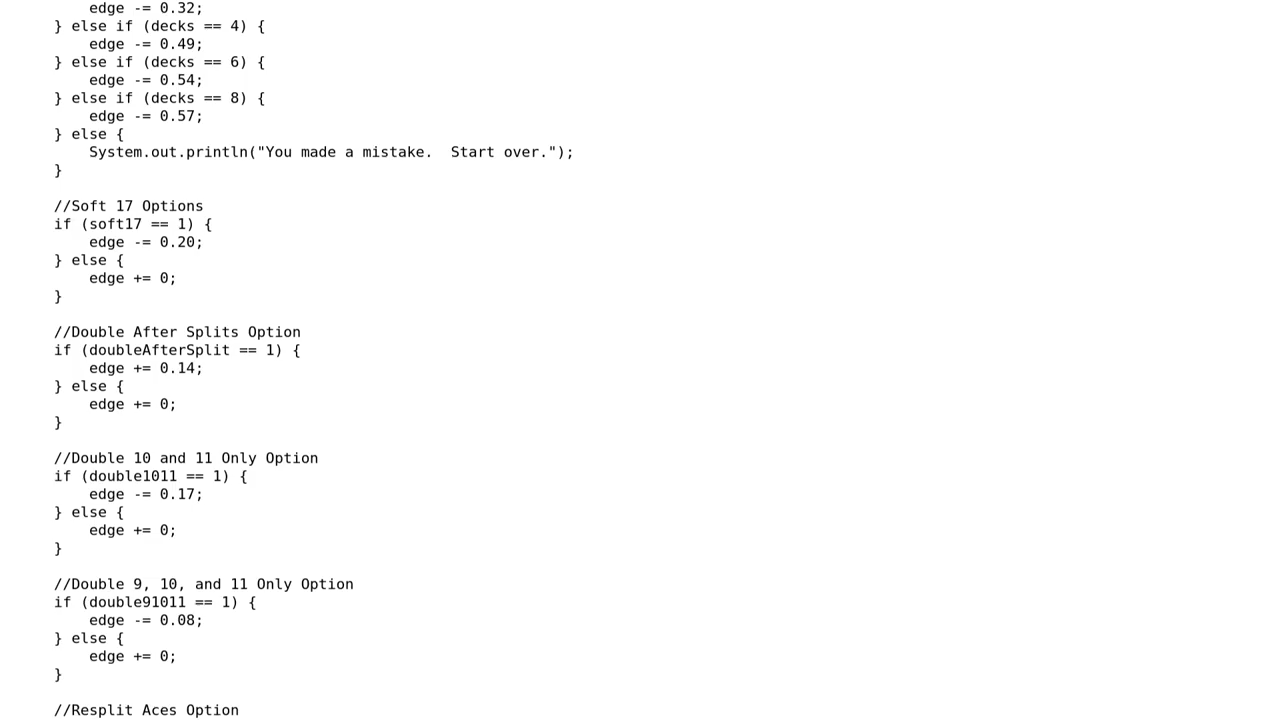 edge -= 0.32;
} else if (decks == 4) {
    edge -= 0.49;
} else if (decks == 6) {
    edge -= 0.54;
} else if (decks == 8) {
    edge -= 0.57;
} else {
    System.out.println("You made a mistake.  Start over.");
}

//Soft 17 Options
if (soft17 == 1) {
    edge -= 0.20;
} else {
    edge += 0;
}

//Double After Splits Option
if (doubleAfterSplit == 1) {
    edge += 0.14;
} else {
    edge += 0;
}

//Double 10 and 11 Only Option
if (double1011 == 1) {
    edge -= 0.17;
} else {
    edge += 0;
}

//Double 9, 10, and 11 Only Option
if (double91011 == 1) {
    edge -= 0.08;
} else {
    edge += 0;
}

//Resplit Aces Option